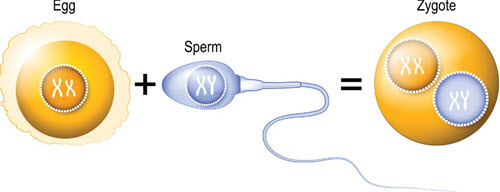 Egg
Sperm
Zygote
XX
+
XY
=
XX
XY